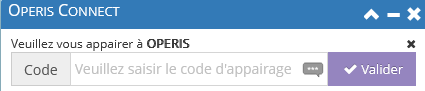 Operis Connect
Veuillez vous appairer à OPERIS
Code Veuillez saisir le code d'appairage Valider